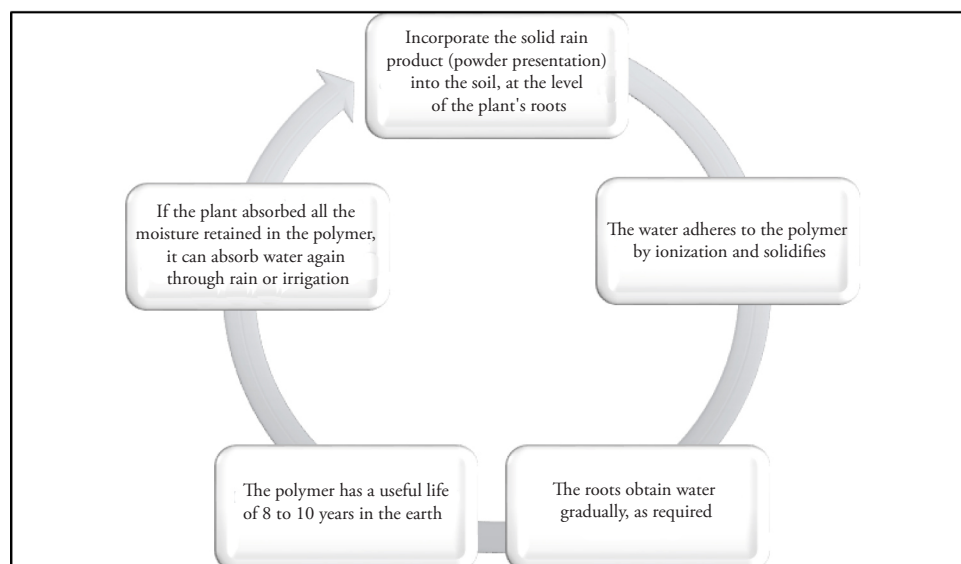 Incorporate the solid rain
product (powder presentation)
into the soil, at the level
of the plant's roots
The water adheres to the polymer
by ionization and solidifies
The roots obtain water
gradually, as required
The polymer has a useful life
of 8 to 10 years in the earth
If the plant absorbed all the
moisture retained in the polymer,
it can absorb water again
through rain or irrigation